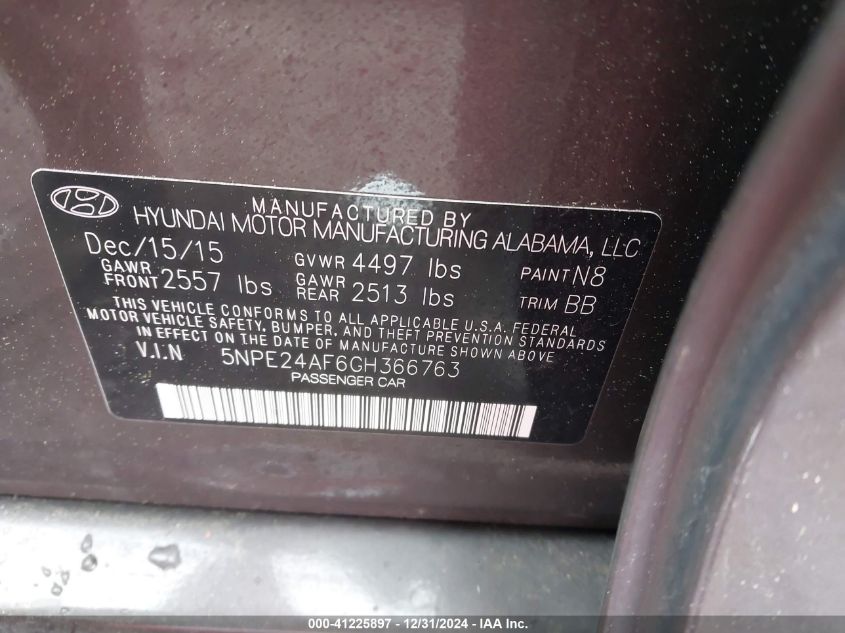 MANUFACTURED BY
HYUNDAI MOTOR MANUFACTURING ALABAMA, LLC
Dec/15/15 GVWR 4497 lbs PAINT N8
GAWR FRONT 2557 lbs GAWR REAR 2513 lbs TRIM BB
THIS VEHICLE CONFORMS TO ALL APPLICABLE U.S.A. FEDERAL
MOTOR VEHICLE SAFETY, BUMPER, AND THEFT PREVENTION STANDARDS
IN EFFECT ON THE DATE OF MANUFACTURE SHOWN ABOVE.
V.I.N 5NPE24AF6GH366763
PASSENGER CAR
000-41225897 - 12/31/2024 - IAA Inc.